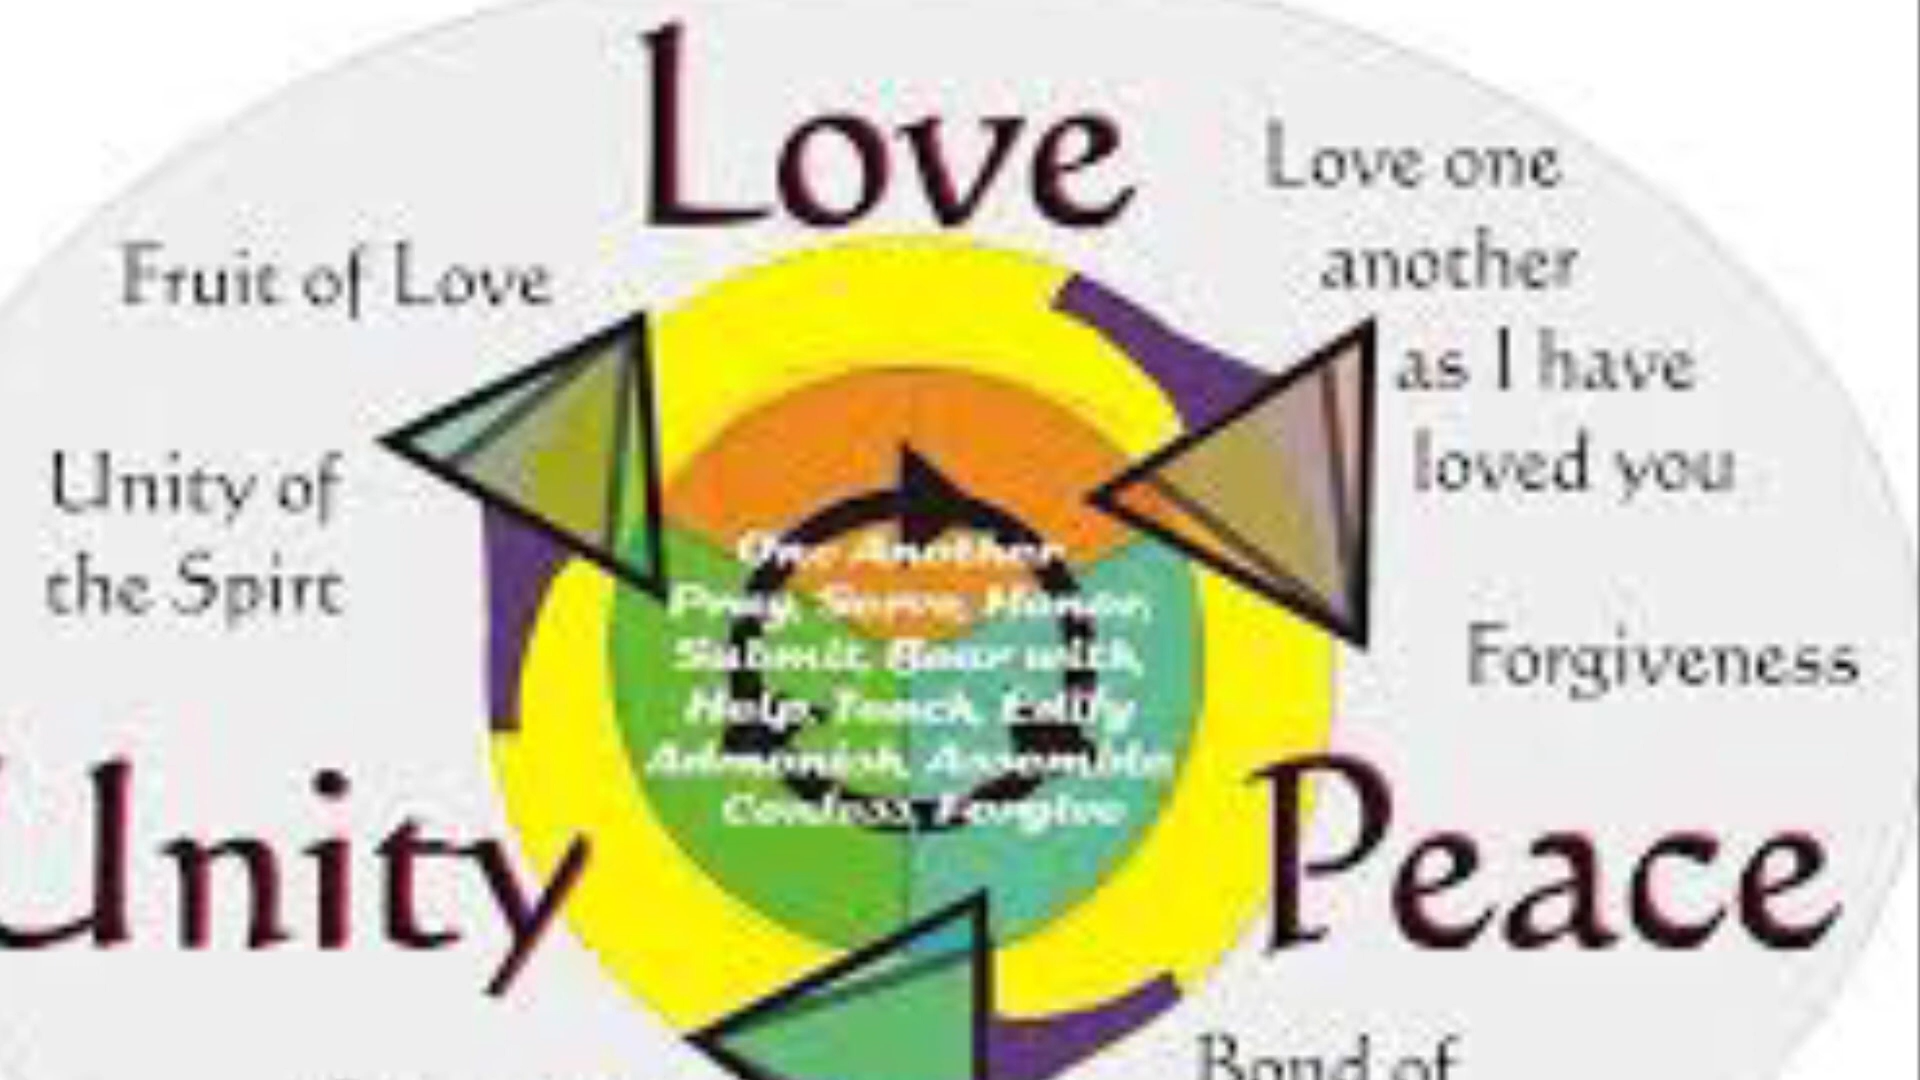 Love
Love one
another
as I have
loved you
Fruit of Love
Unity of
the Spirt
One Another
Pray, Serve, Honor,
Submit, Bear with,
Help, Teach, Edify
Admonish, Assemble
Confess, Forgive
Forgiveness
Unity
Peace
Bond of